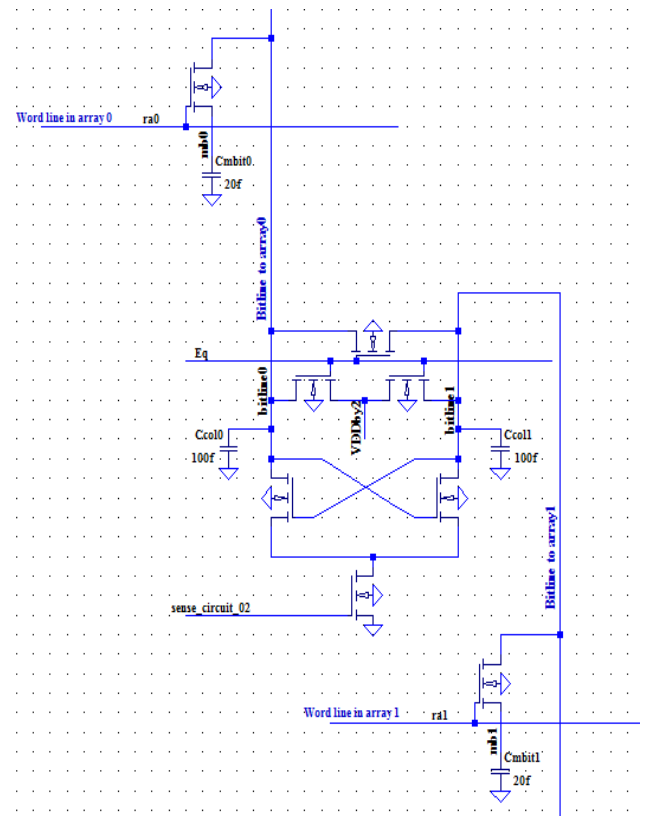 Word line in array 0 ra0
mb0
Cmbit0.
20f
Bitline to array0
Eq
bitline0
VDDby2
bitline1
Ccol0
100f
Ccol1
100f
Bitline to array1
sense_circuit_02
Word line in array 1 ra1
mb1
Cmbit1
20f